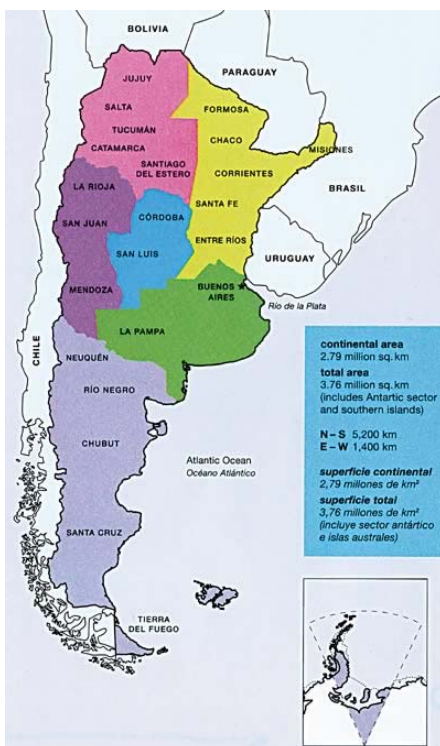 BOLIVIA
JUJUY
PARAGUAY
SALTA
FORMOSA
TUCUMÁN
CHACO
CATAMARCA
MISIONES
SANTIAGO
DEL ESTERO
CORRIENTES
LA RIOJA
BRASIL
SANTA FE
CÓRDOBA
SAN JUAN
ENTRE RÍOS
SAN LUIS
URUGUAY
MENDOZA
BUENOS
AIRES
Río de la Plata
LA PAMPA
CHILE
NEUQUÉN
RÍO NEGRO
CHUBUT
Atlantic Ocean
Océano Atlántico
SANTA CRUZ
TIERRA
DEL FUEGO
continental area
2.79 million sq. km
total area
3.76 million sq. km
(includes Antartic sector
and southern islands)
N – S 5,200 km
E – W 1,400 km
superficie continental
2,79 millones de km²
superficie total
3,76 millones de km²
(incluye sector antártico
e islas australes)